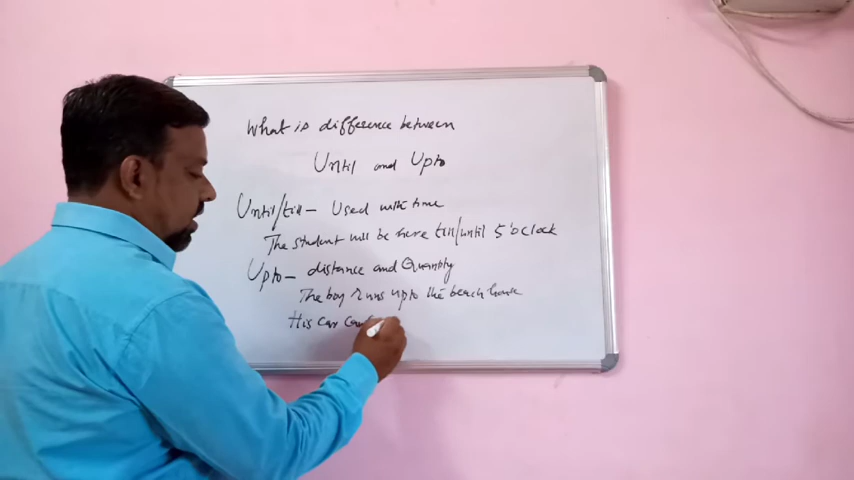 What is difference between
Until and Upto
Until/till - Used with time
The student will be here till/until 5'o clock
Upto - distance and Quantity
The boy runs upto the beach house
His car